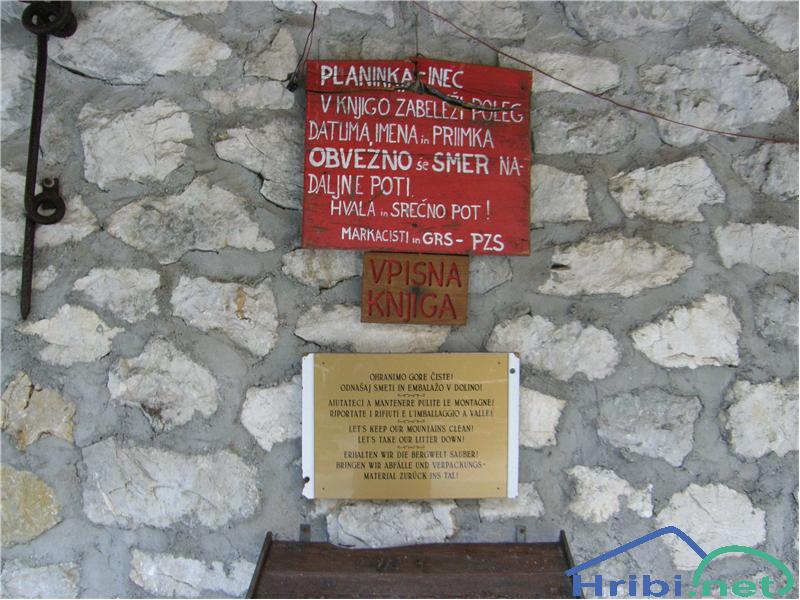 PLANINKA-INEC
V KNJIGO ZABELEŽI POLEG
DATUMA, IMENA in PRIIMKA
OBVEZNO še SMER NA-
DALJNE POTI.
HVALA in SREČNO POT!
MARKACISTI in GRS - PZS
VPISNA
KNJIGA
OHRANIMO GORE ČISTE!
ODNAŠAJ SMETI IN EMBALAŽO V DOLINO!
AIUTATECI A MANTENERE PULITE LE MONTAGNE!
RIPORTATE I RIFIUTI E L'IMBALLAGGIO A VALLE!
LET'S KEEP OUR MOUNTAINS CLEAN!
LET'S TAKE OUR LITTER DOWN!
ERHALTEN WIR DIE BERGWELT SAUBER!
BRINGEN WIR ABFÄLLE UND VERPACKUNGS-
MATERIAL ZURÜCK INS TAL!
Hribi.net